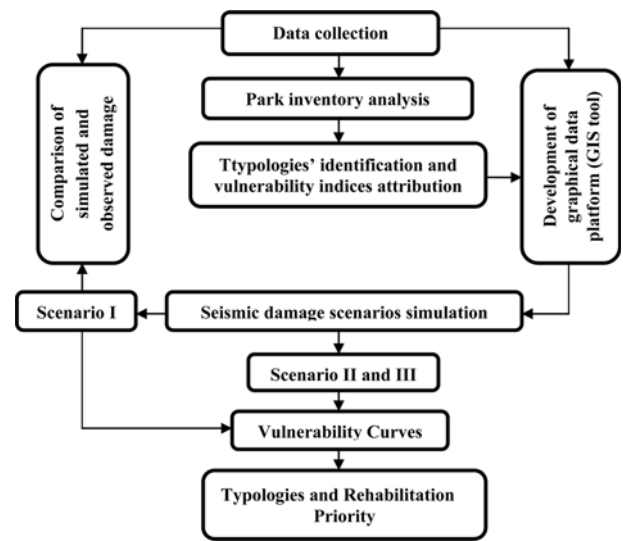 Data collection
Park inventory analysis
Ttypologies’ identification and
vulnerability indices attribution
Comparison of
simulated and
observed damage
Development of
graphical data
platform (GIS tool)
Scenario I
Seismic damage scenarios simulation
Scenario II and III
Vulnerability Curves
Typologies and Rehabilitation
Priority